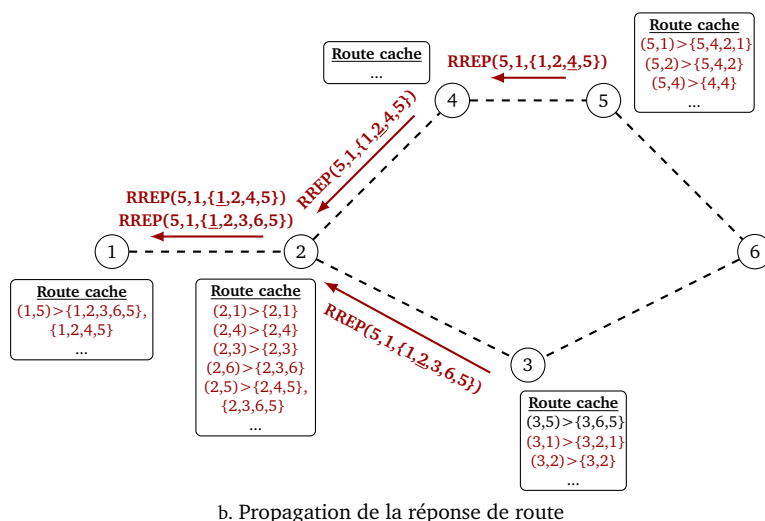 Route cache
...
RREP(5,1,{1,2,4,5})
Route cache
(5,1)>{5,4,2,1}
(5,2)>{5,4,2}
(5,4)>{4,4}
...
4
5
RREP(5,1,{1,2,4,5})
RREP(5,1,{1,2,4,5})
RREP(5,1,{1,2,3,6,5})
1
2
6
Route cache
(1,5)>{1,2,3,6,5},
{1,2,4,5}
...
Route cache
(2,1)>{2,1}
(2,4)>{2,4}
(2,3)>{2,3}
(2,6)>{2,3,6}
(2,5)>{2,4,5},
{2,3,6,5}
...
RREP(5,1,{1,2,3,6,5})
3
Route cache
(3,5)>{3,6,5}
(3,1)>{3,2,1}
(3,2)>{3,2}
...
b. Propagation de la réponse de route